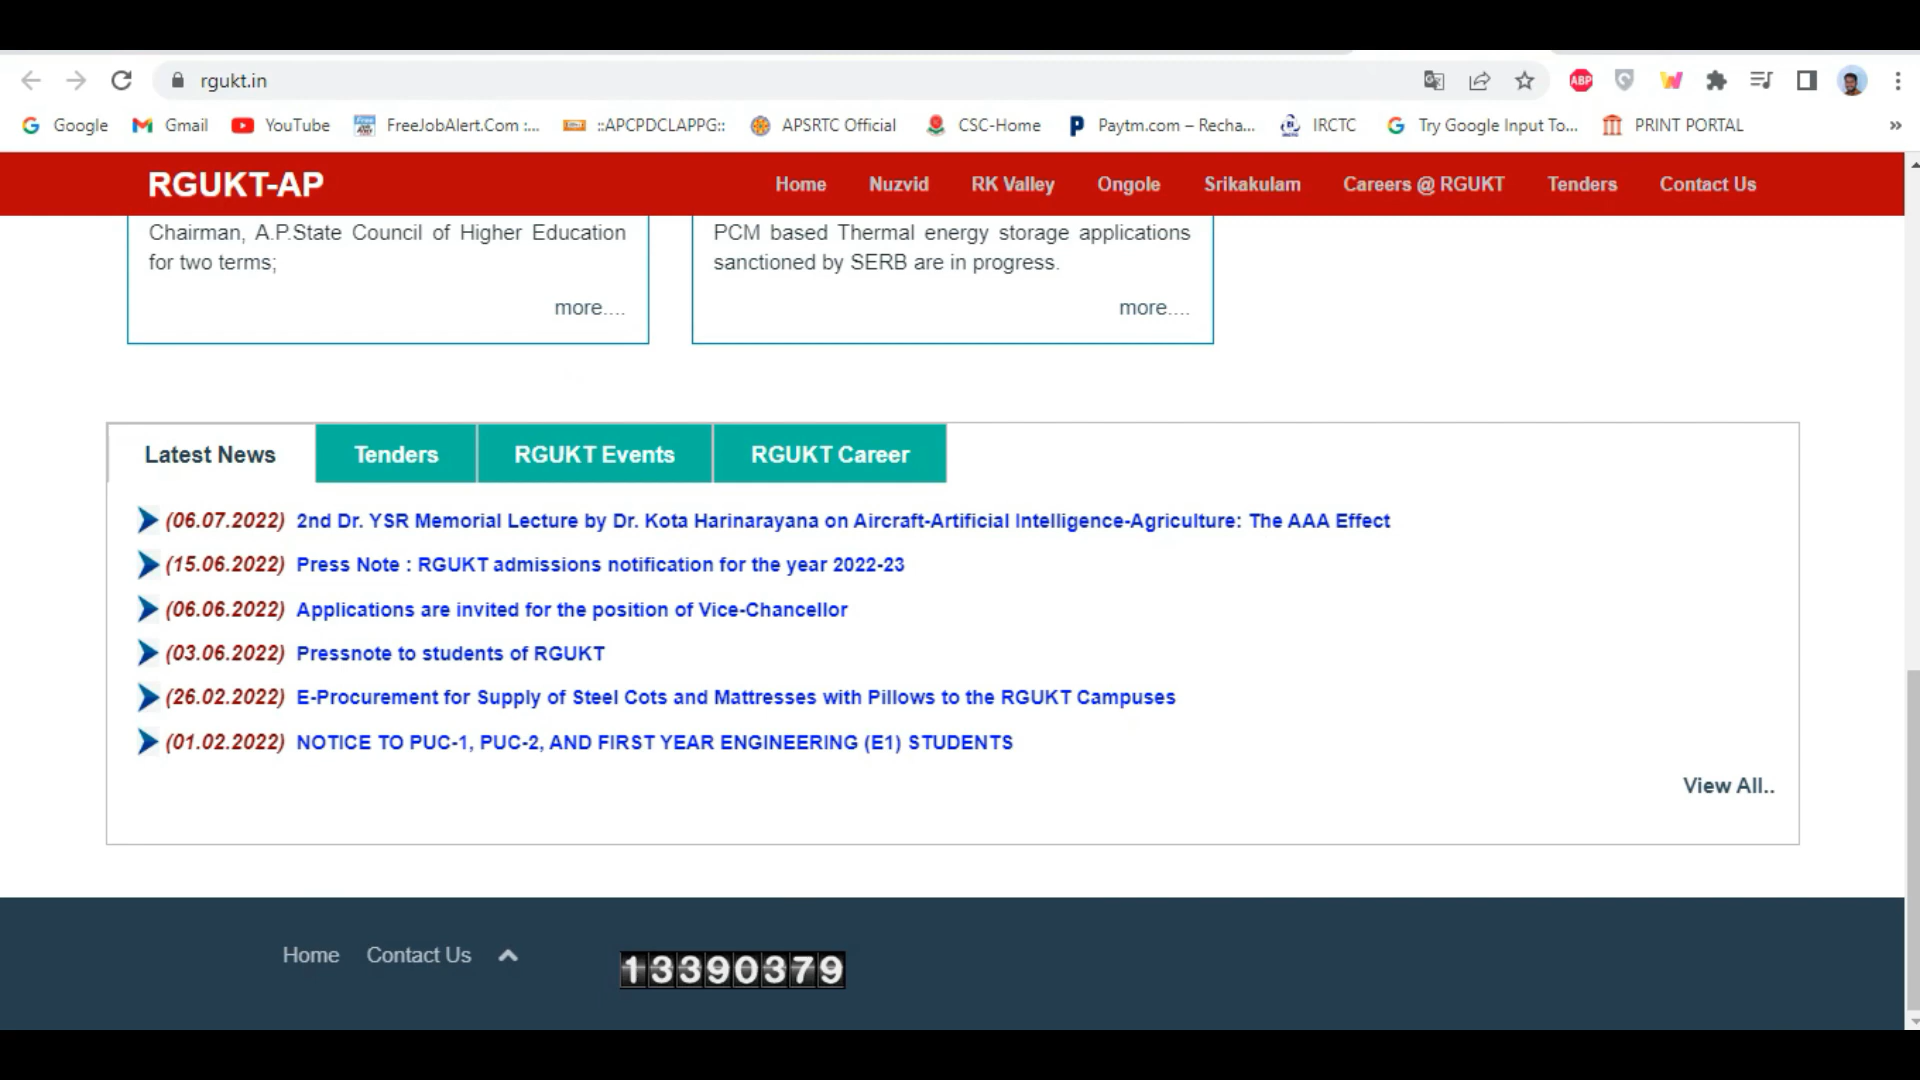 rgukt.in
ABP
Google Gmail YouTube FreeJobAlert.Com :... ::APCPDCLAPPG:: APSRTC Official CSC-Home Paytm.com – Recha... IRCTC Try Google Input To... PRINT PORTAL »
RGUKT-AP Home Nuzvid RK Valley Ongole Srikakulam Careers @ RGUKT Tenders Contact Us
Chairman, A.P.State Council of Higher Education
for two terms;
more....
PCM based Thermal energy storage applications
sanctioned by SERB are in progress.
more....
Latest News Tenders RGUKT Events RGUKT Career
(06.07.2022) 2nd Dr. YSR Memorial Lecture by Dr. Kota Harinarayana on Aircraft-Artificial Intelligence-Agriculture: The AAA Effect
(15.06.2022) Press Note : RGUKT admissions notification for the year 2022-23
(06.06.2022) Applications are invited for the position of Vice-Chancellor
(03.06.2022) Pressnote to students of RGUKT
(26.02.2022) E-Procurement for Supply of Steel Cots and Mattresses with Pillows to the RGUKT Campuses
(01.02.2022) NOTICE TO PUC-1, PUC-2, AND FIRST YEAR ENGINEERING (E1) STUDENTS
View All..
Home Contact Us
13390379